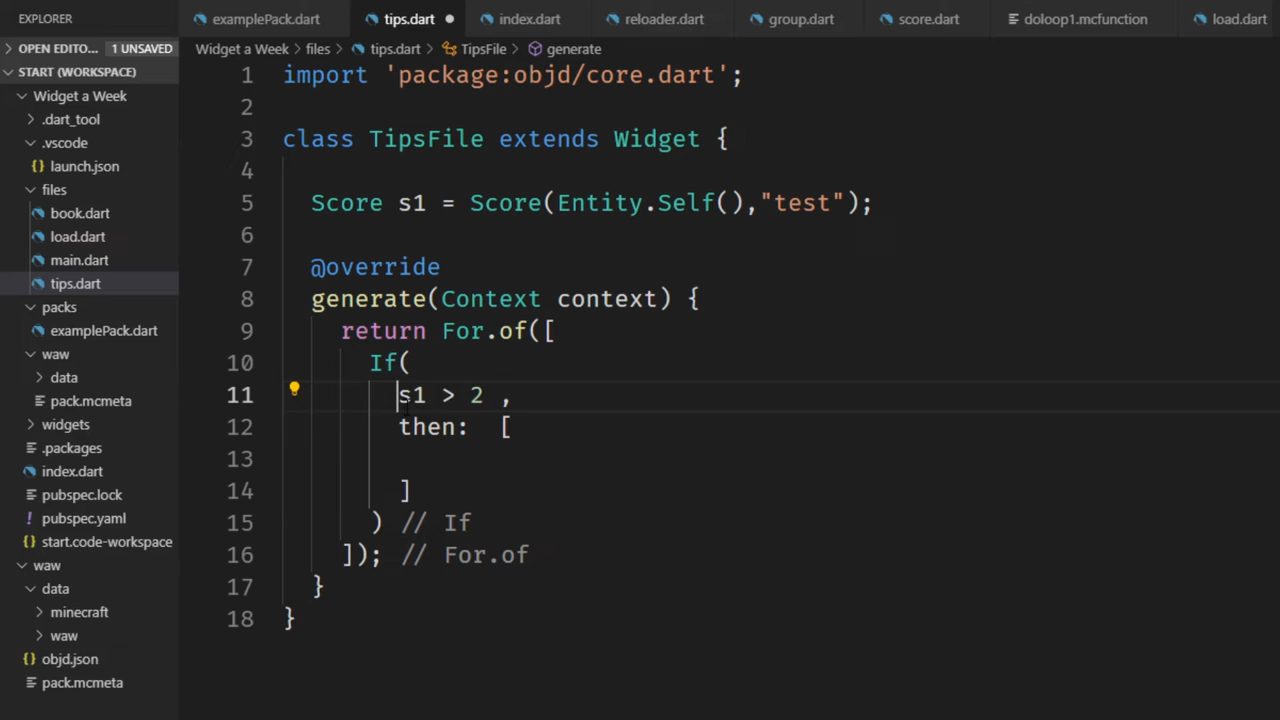 EXPLORER
examplePack.dart
tips.dart
index.dart
reloader.dart
group.dart
score.dart
doloop1.mcfunction
load.dart
OPEN EDITO... 1 UNSAVED
Widget a Week > files > tips.dart > TipsFile > generate
START (WORKSPACE)
Widget a Week
.dart_tool
.vscode
launch.json
files
book.dart
load.dart
main.dart
tips.dart
packs
examplePack.dart
waw
data
pack.mcmeta
widgets
.packages
index.dart
pubspec.lock
pubspec.yaml
start.code-workspace
waw
data
minecraft
waw
objd.json
pack.mcmeta
1 import 'package:objd/core.dart';
2
3 class TipsFile extends Widget {
4
5 Score s1 = Score(Entity.Self(),"test");
6
7 @override
8 generate(Context context) {
9 return For.of([
10 If(
11 s1 > 2 ,
12 then: [
13
14 ]
15 ) // If
16 ]); // For.of
17 }
18 }